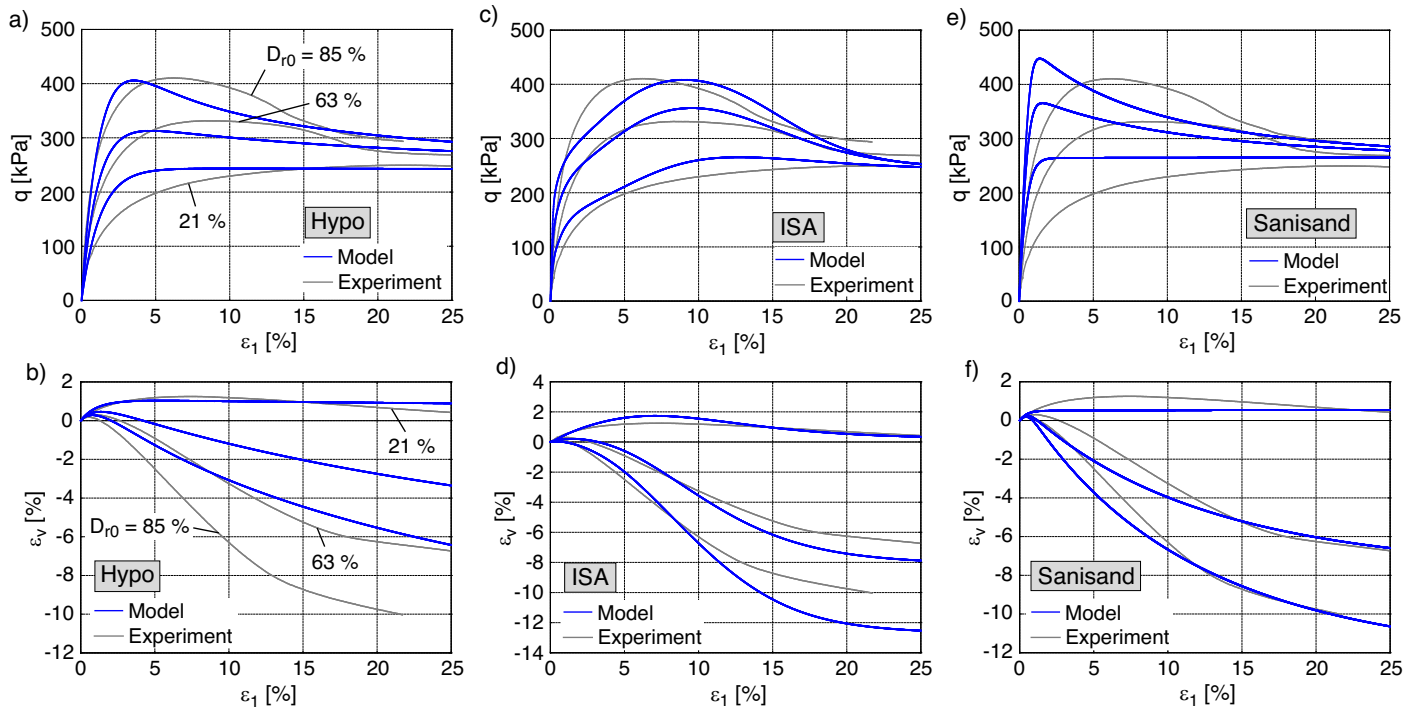 a)
500
400
300
200
100
0
q [kPa]
0 5 10 15 20 25
ε1 [%]
Dr0 = 85 %
63 %
21 %
Hypo
Model
Experiment
c)
500
400
300
200
100
0
q [kPa]
0 5 10 15 20 25
ε1 [%]
ISA
Model
Experiment
e)
500
400
300
200
100
0
q [kPa]
0 5 10 15 20 25
ε1 [%]
Sanisand
Model
Experiment
b)
2
0
-2
-4
-6
-8
-10
-12
εv [%]
0 5 10 15 20 25
ε1 [%]
21 %
Dr0 = 85 %
63 %
Hypo
Model
Experiment
d)
4
2
0
-2
-4
-6
-8
-10
-12
-14
εv [%]
0 5 10 15 20 25
ε1 [%]
ISA
Model
Experiment
f)
2
0
-2
-4
-6
-8
-10
-12
εv [%]
0 5 10 15 20 25
ε1 [%]
Sanisand
Model
Experiment